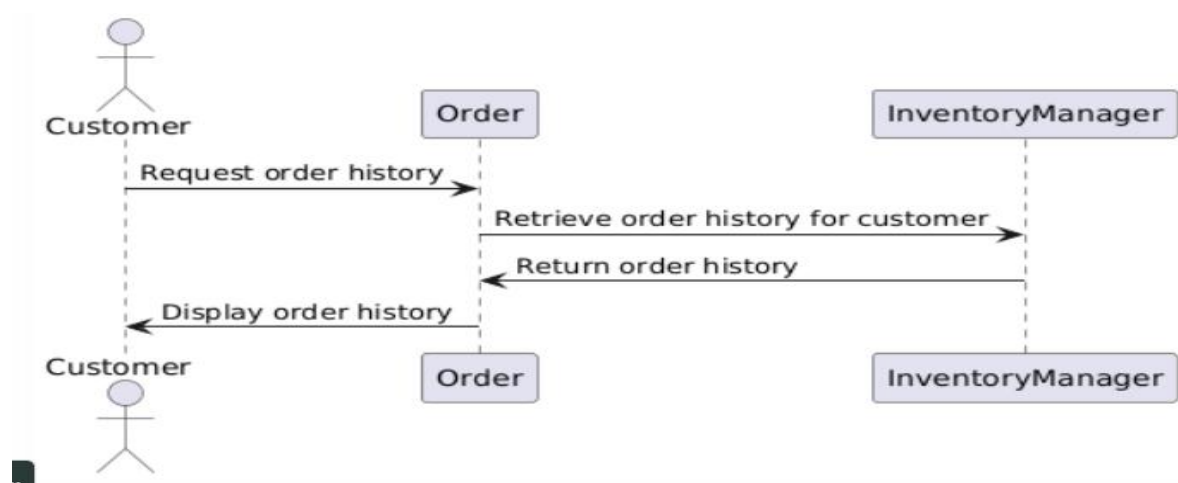 Customer
Order
InventoryManager
Request order history
Retrieve order history for customer
Return order history
Display order history
Customer
Order
InventoryManager